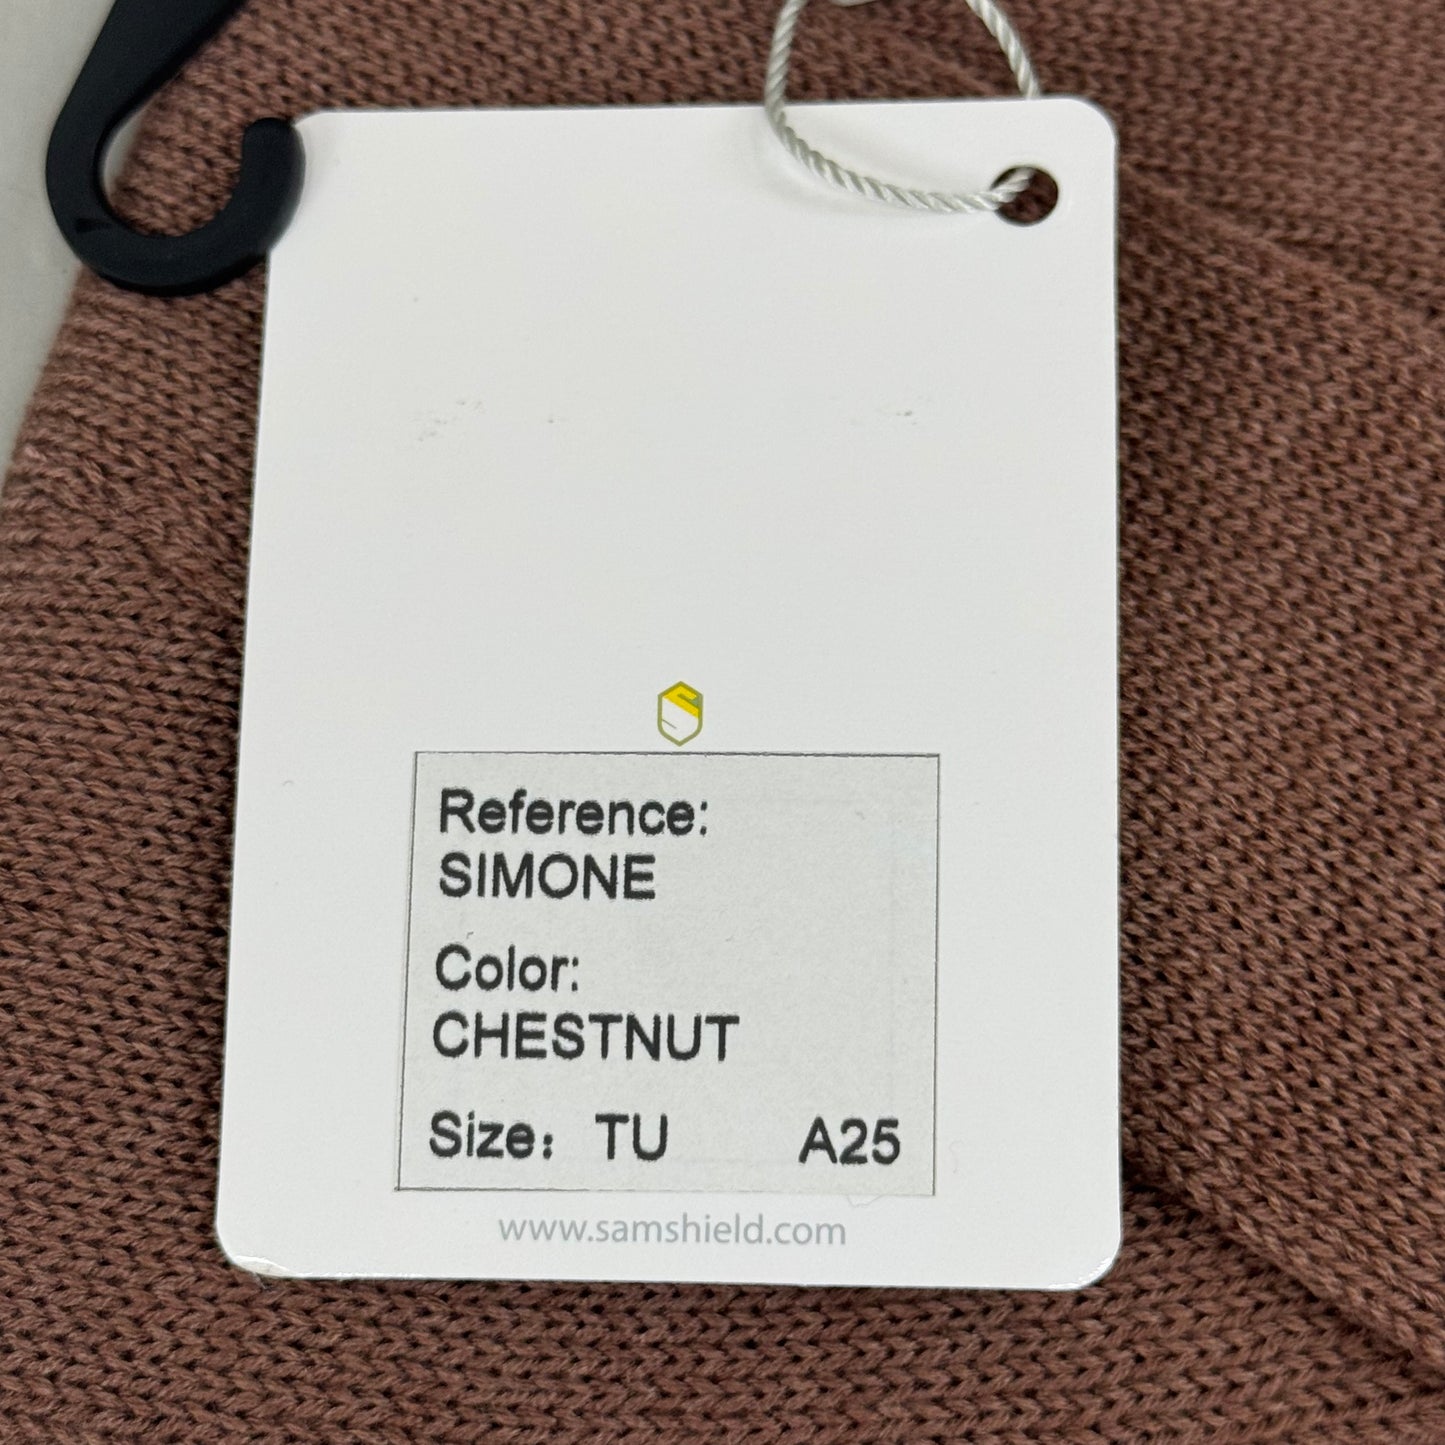 Reference:
SIMONE
Color:
CHESTNUT
Size: TU A25
www.samshield.com